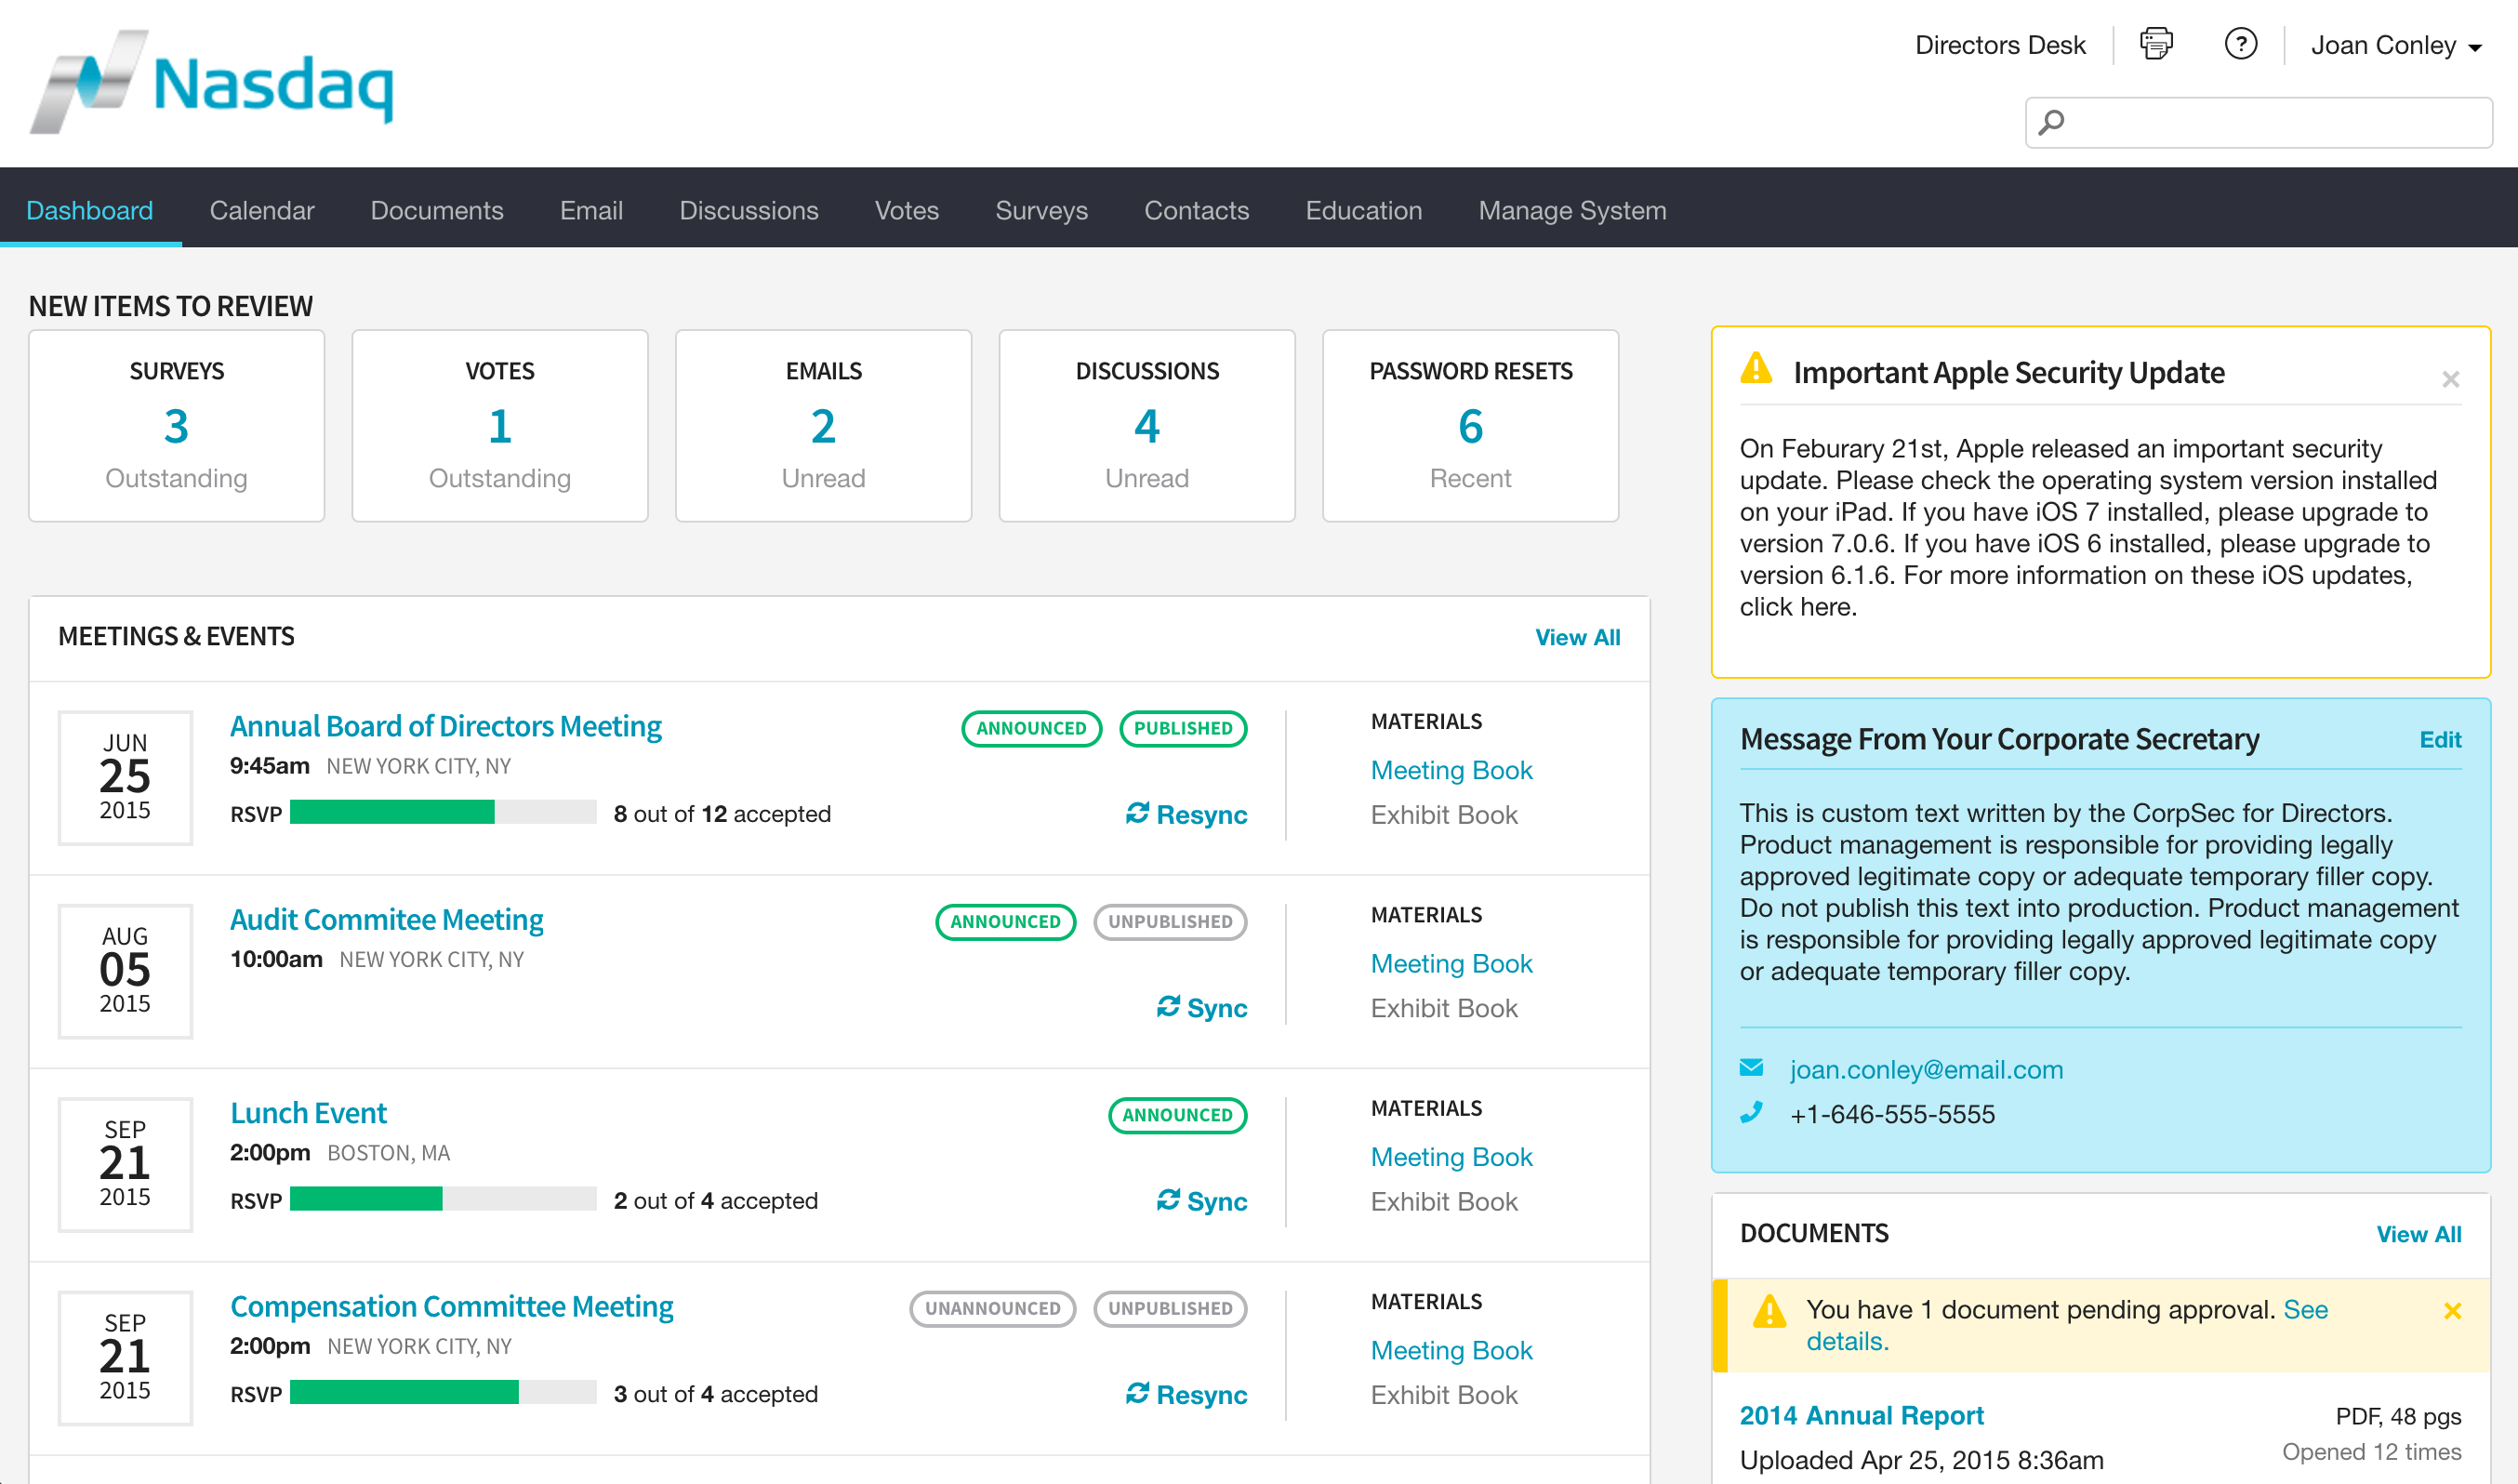 Nasdaq
Directors Desk
Joan Conley
Dashboard Calendar Documents Email Discussions Votes Surveys Contacts Education Manage System
NEW ITEMS TO REVIEW
SURVEYS
3
Outstanding
VOTES
1
Outstanding
EMAILS
2
Unread
DISCUSSIONS
4
Unread
PASSWORD RESETS
6
Recent
MEETINGS & EVENTS
View All
JUN
25
2015
Annual Board of Directors Meeting
9:45am NEW YORK CITY, NY
RSVP 8 out of 12 accepted
ANNOUNCED PUBLISHED
Resync
MATERIALS
Meeting Book
Exhibit Book
AUG
05
2015
Audit Commitee Meeting
10:00am NEW YORK CITY, NY
ANNOUNCED UNPUBLISHED
Sync
MATERIALS
Meeting Book
Exhibit Book
SEP
21
2015
Lunch Event
2:00pm BOSTON, MA
RSVP 2 out of 4 accepted
ANNOUNCED
Sync
MATERIALS
Meeting Book
Exhibit Book
SEP
21
2015
Compensation Committee Meeting
2:00pm NEW YORK CITY, NY
RSVP 3 out of 4 accepted
UNANNOUNCED UNPUBLISHED
Resync
MATERIALS
Meeting Book
Exhibit Book
Important Apple Security Update
On Feburary 21st, Apple released an important security
update. Please check the operating system version installed
on your iPad. If you have iOS 7 installed, please upgrade to
version 7.0.6. If you have iOS 6 installed, please upgrade to
version 6.1.6. For more information on these iOS updates,
click here.
Message From Your Corporate Secretary
Edit
This is custom text written by the CorpSec for Directors.
Product management is responsible for providing legally
approved legitimate copy or adequate temporary filler copy.
Do not publish this text into production. Product management
is responsible for providing legally approved legitimate copy
or adequate temporary filler copy.
joan.conley@email.com
+1-646-555-5555
DOCUMENTS
View All
You have 1 document pending approval. See
details.
2014 Annual Report
PDF, 48 pgs
Uploaded Apr 25, 2015 8:36am
Opened 12 times